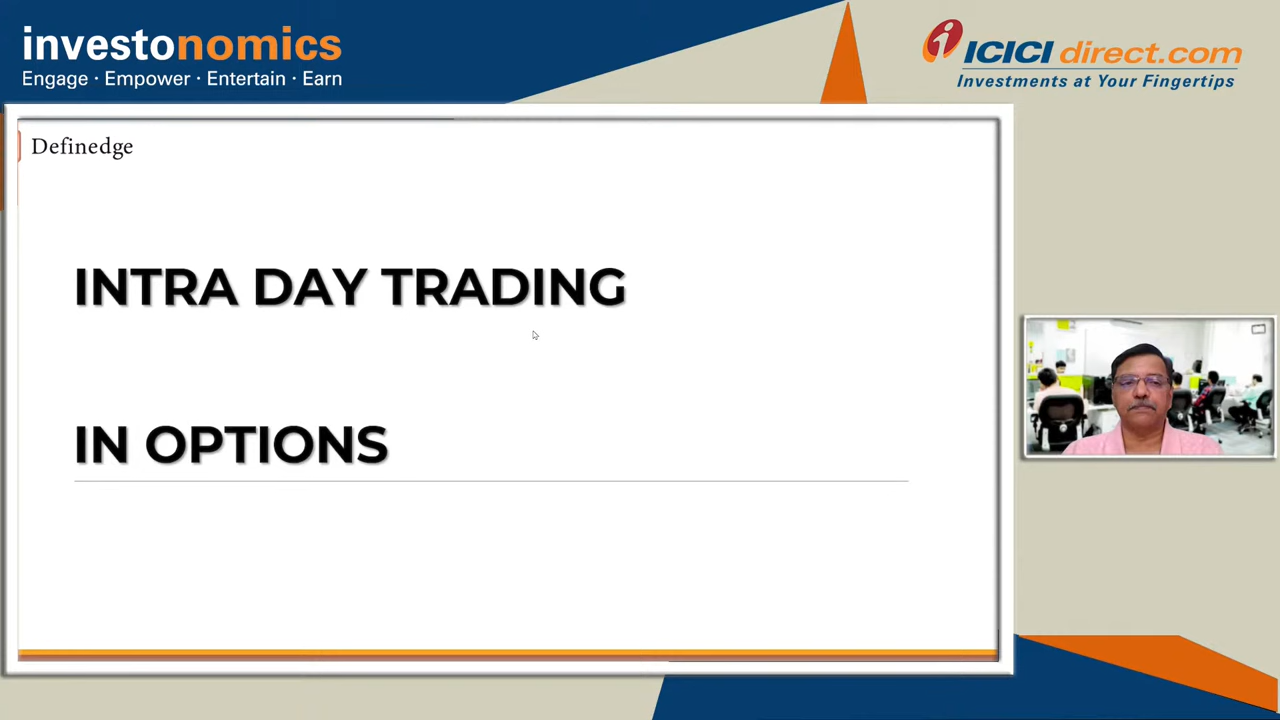 investonomics
Engage · Empower · Entertain · Earn
ICICI direct.com
Investments at Your Fingertips
Definedge
INTRA DAY TRADING
IN OPTIONS